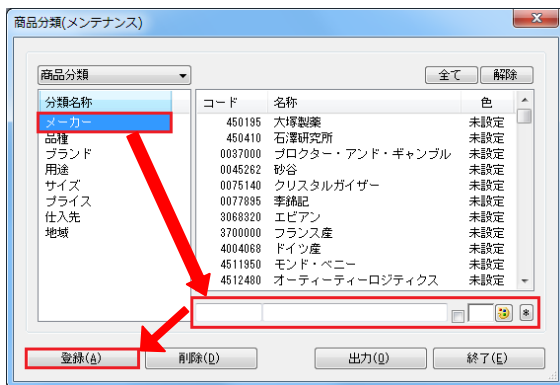 商品分類(メンテナンス)
商品分類
全て 解除
分類名称
メーカー
品種
ブランド
用途
サイズ
プライス
仕入先
地域
コード 名称 色
450195 大塚製薬 未設定
450410 石澤研究所 未設定
0037000 プロクター・アンド・ギャンブル 未設定
0045262 砂谷 未設定
0075140 クリスタルガイザー 未設定
0077895 李錦記 未設定
3068320 エビアン 未設定
3700000 フランス産 未設定
4004068 ドイツ産 未設定
4511950 モンド・ベニー 未設定
4512480 オーティーティーロジティクス 未設定
*
登録(A) 削除(D) 出力(O) 終了(E)